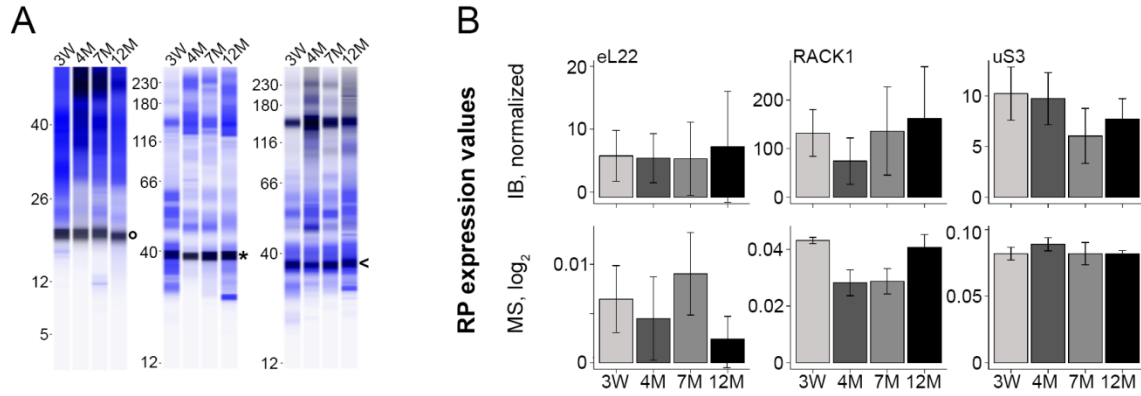 A
3W 4M 7M 12M
40
26
12
5
3W 4M 7M 12M
230
180
116
66
40
12
3W 4M 7M 12M
230
180
116
66
40
12
° * <
B
RP expression values
IB, normalized
MS, log2
eL22
20
10
0
RACK1
200
100
0
uS3
10
5
0
0.01
0
0.04
0.02
0
0.10
0.05
0
3W 4M 7M 12M
3W 4M 7M 12M
3W 4M 7M 12M